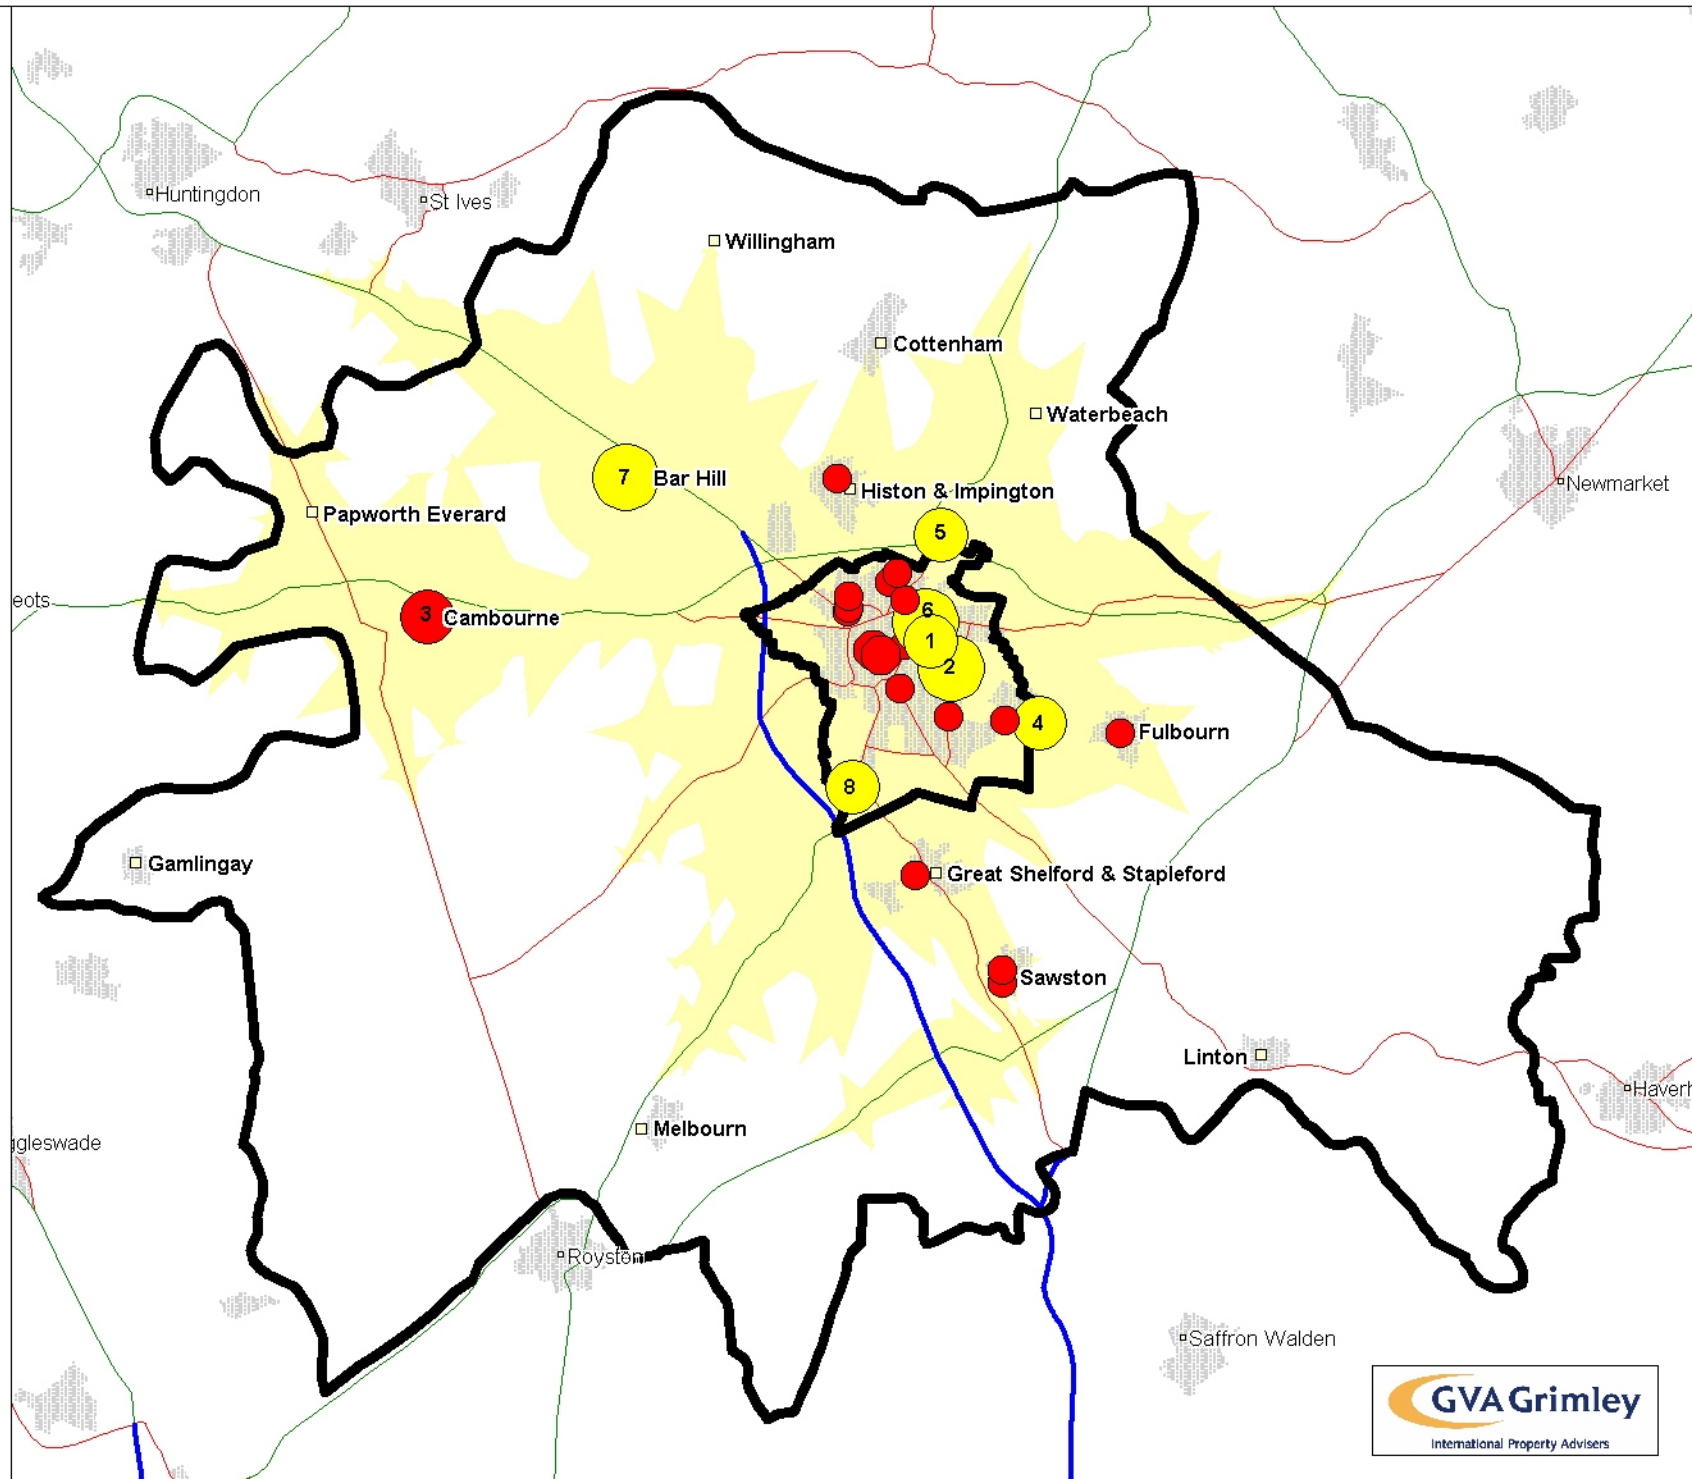 Huntingdon
St Ives
Willingham
Cottenham
Waterbeach
7
Bar Hill
Histon & Impington
Newmarket
Papworth Everard
5
eots
3
Cambourne
6
1
2
4
Fulbourn
8
Gamlingay
Great Shelford & Stapleford
Sawston
Linton
Haverh
Melbourn
ggleswade
Royston
Saffron Walden
GVA Grimley
International Property Advisers